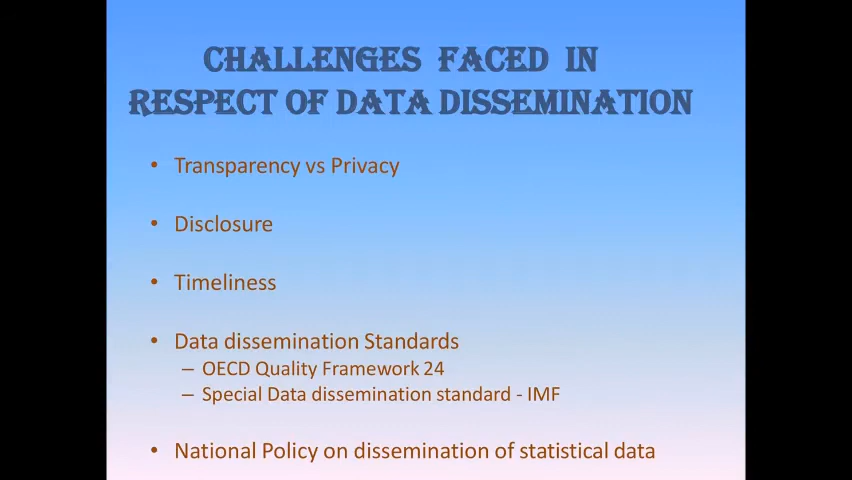 CHALLENGES FACED IN
RESPECT OF DATA DISSEMINATION
• Transparency vs Privacy
• Disclosure
• Timeliness
• Data dissemination Standards
– OECD Quality Framework 24
– Special Data dissemination standard - IMF
• National Policy on dissemination of statistical data